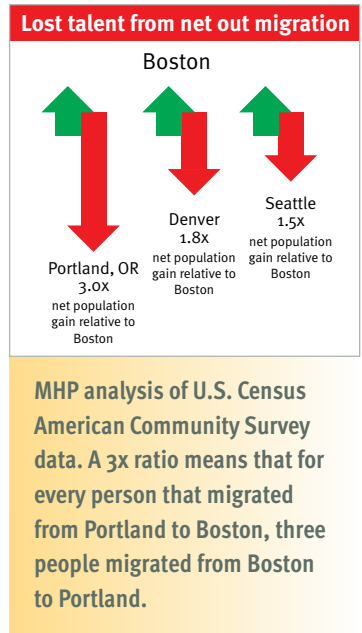 Lost talent from net out migration
Boston
Portland, OR
3.0x
net population
gain relative to
Boston
Denver
1.8x
net population
gain relative to
Boston
Seattle
1.5x
net population
gain relative to
Boston
MHP analysis of U.S. Census
American Community Survey
data. A 3x ratio means that for
every person that migrated
from Portland to Boston, three
people migrated from Boston
to Portland.